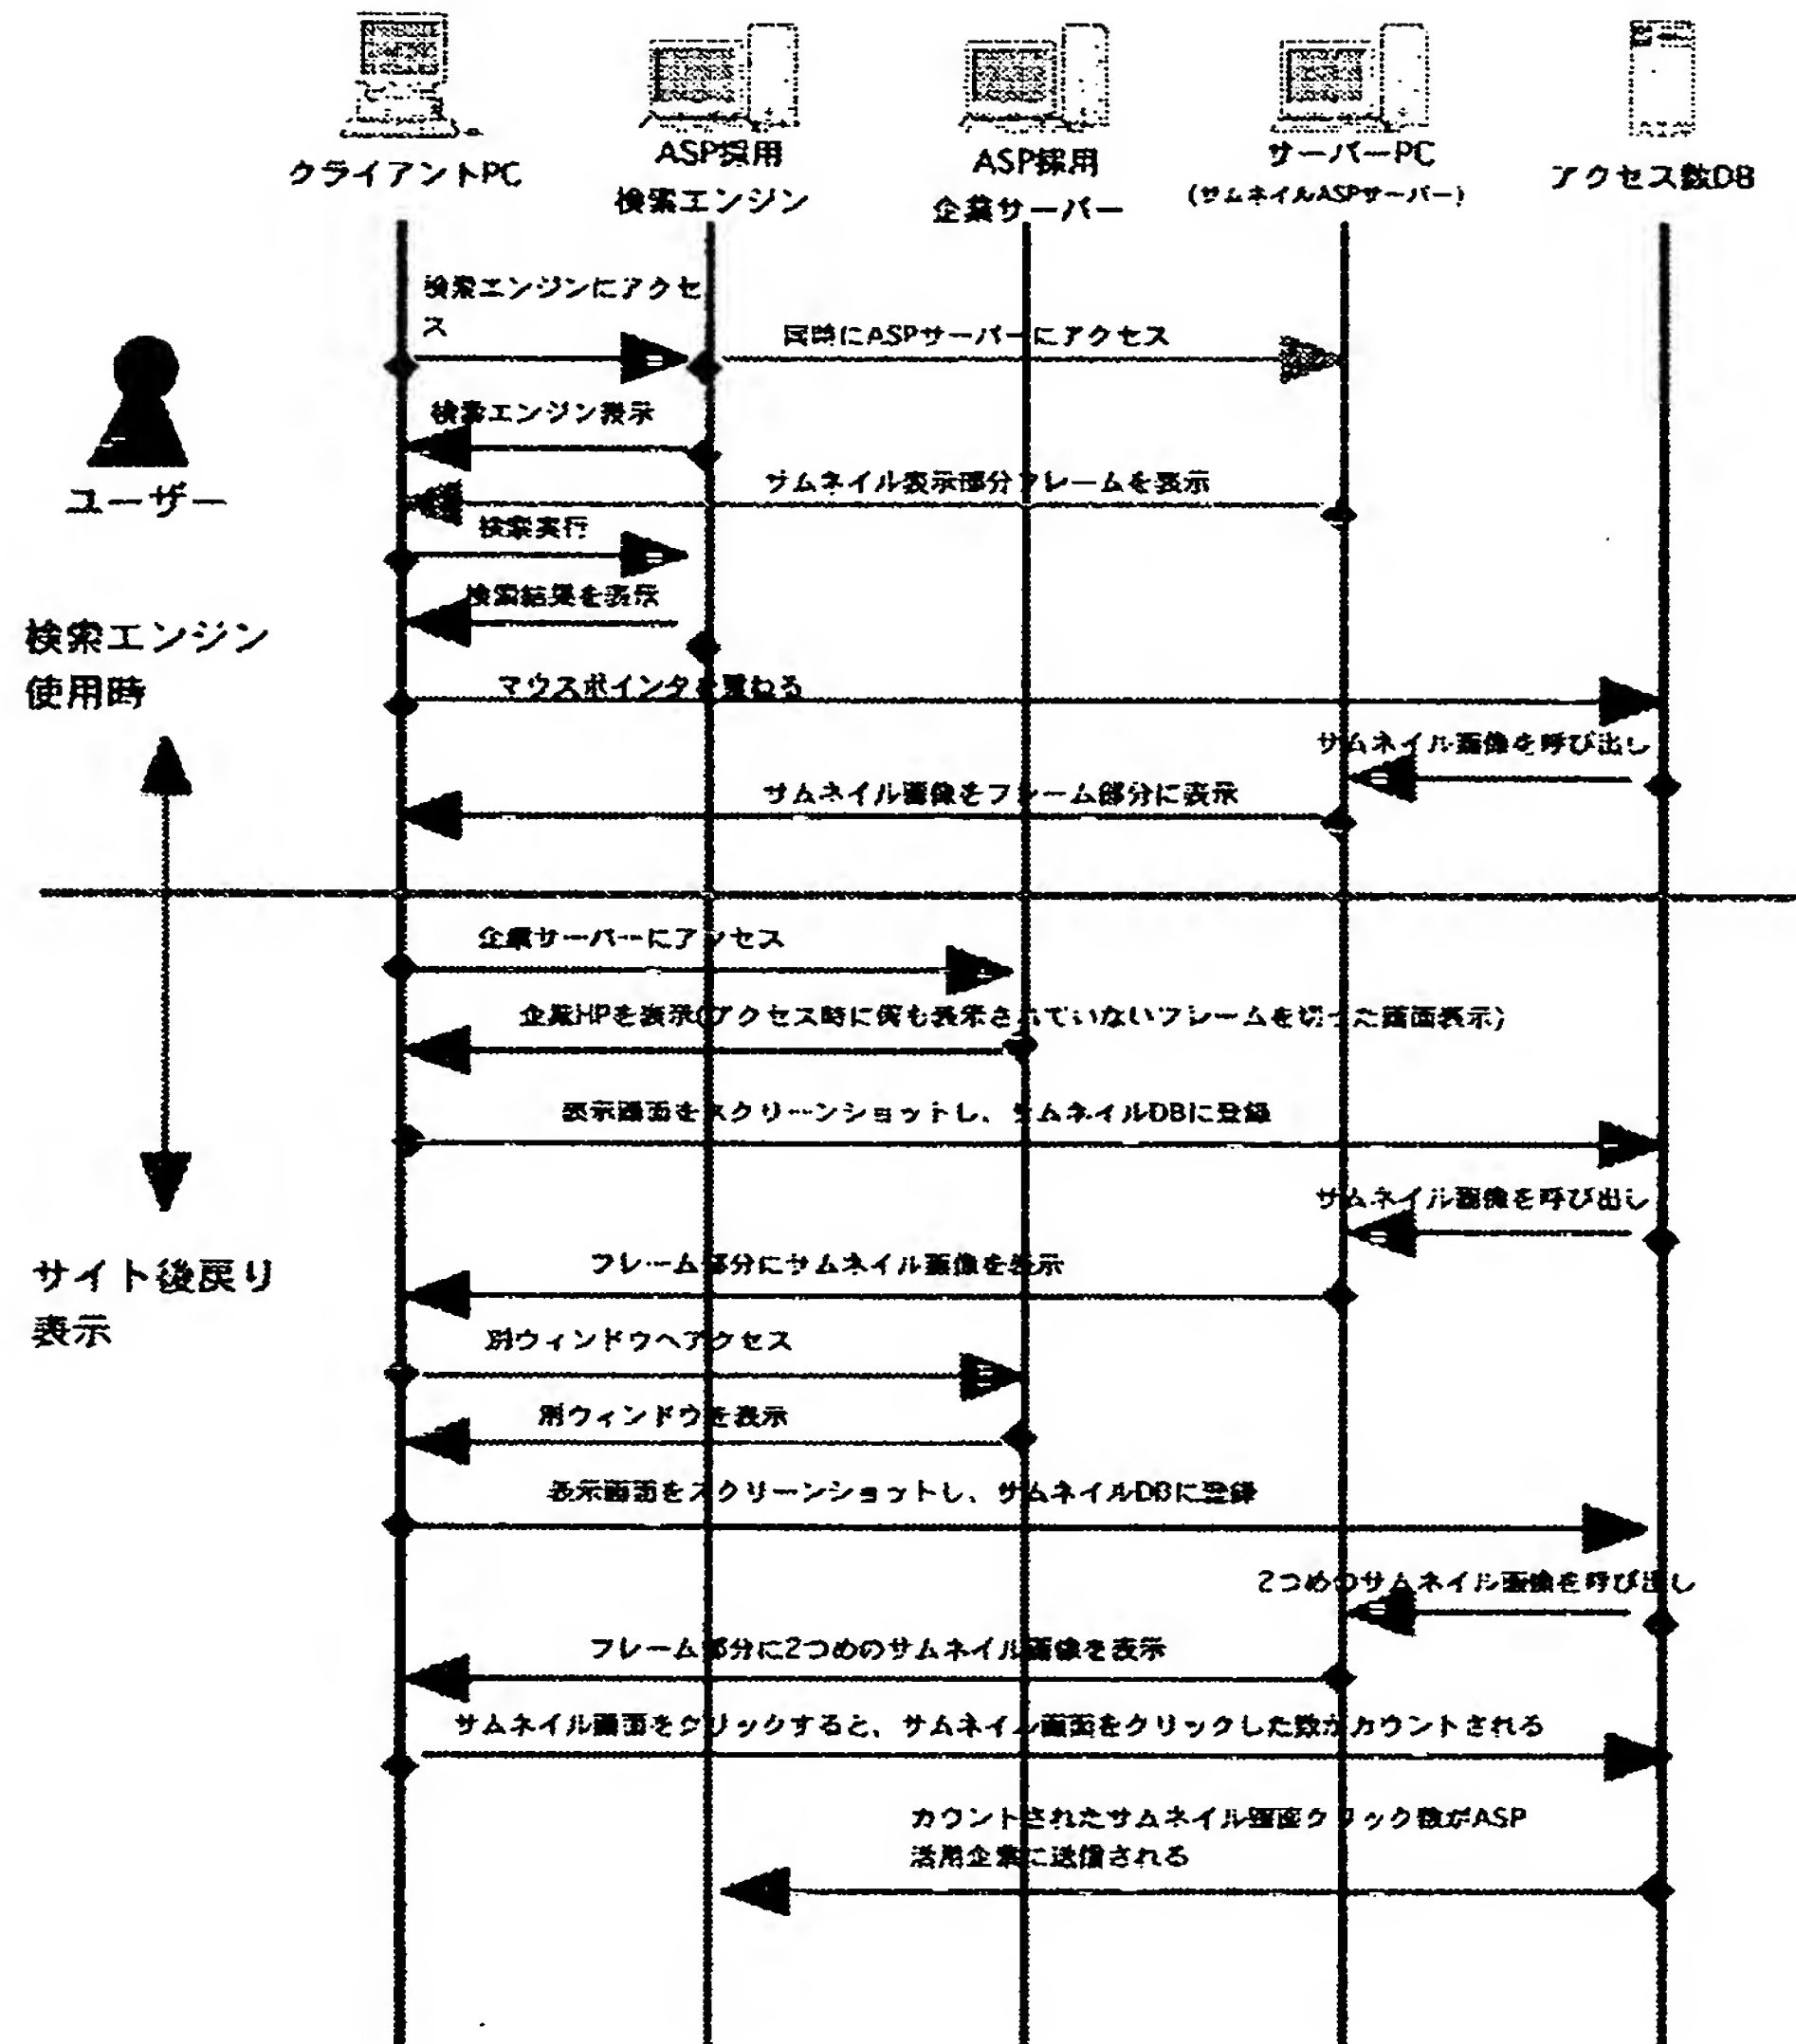 クライアントPC
ASP採用
検索エンジン
ASP採用
企業サーバー
サーバーPC
(サムネイルASPサーバー)
アクセス数DB
検索エンジンにアクセ
ス
同時にASPサーバーにアクセス
検索エンジン表示
サムネイル表示部分フレームを表示
ユーザー
検索実行
検索結果を表示
検索エンジン
使用時
マウスポインタを重ねる
サムネイル画像を呼び出し
サムネイル画像をフレーム部分に表示
企業サーバーにアクセス
企業HPを表示(アクセス時に何も表示されていないフレームを切った画面表示)
表示画面をスクリーンショットし、サムネイルDBに登録
サムネイル画像を呼び出し
フレーム部分にサムネイル画像を表示
サイト後戻り
表示
別ウィンドウへアクセス
別ウィンドウを表示
表示画面をスクリーンショットし、サムネイルDBに登録
2つめのサムネイル画像を呼び出し
フレーム部分に2つめのサムネイル画像を表示
サムネイル画面をクリックすると、サムネイル画面をクリックした数がカウントされる
カウントされたサムネイル画面クリック数がASP
活用企業に送信される